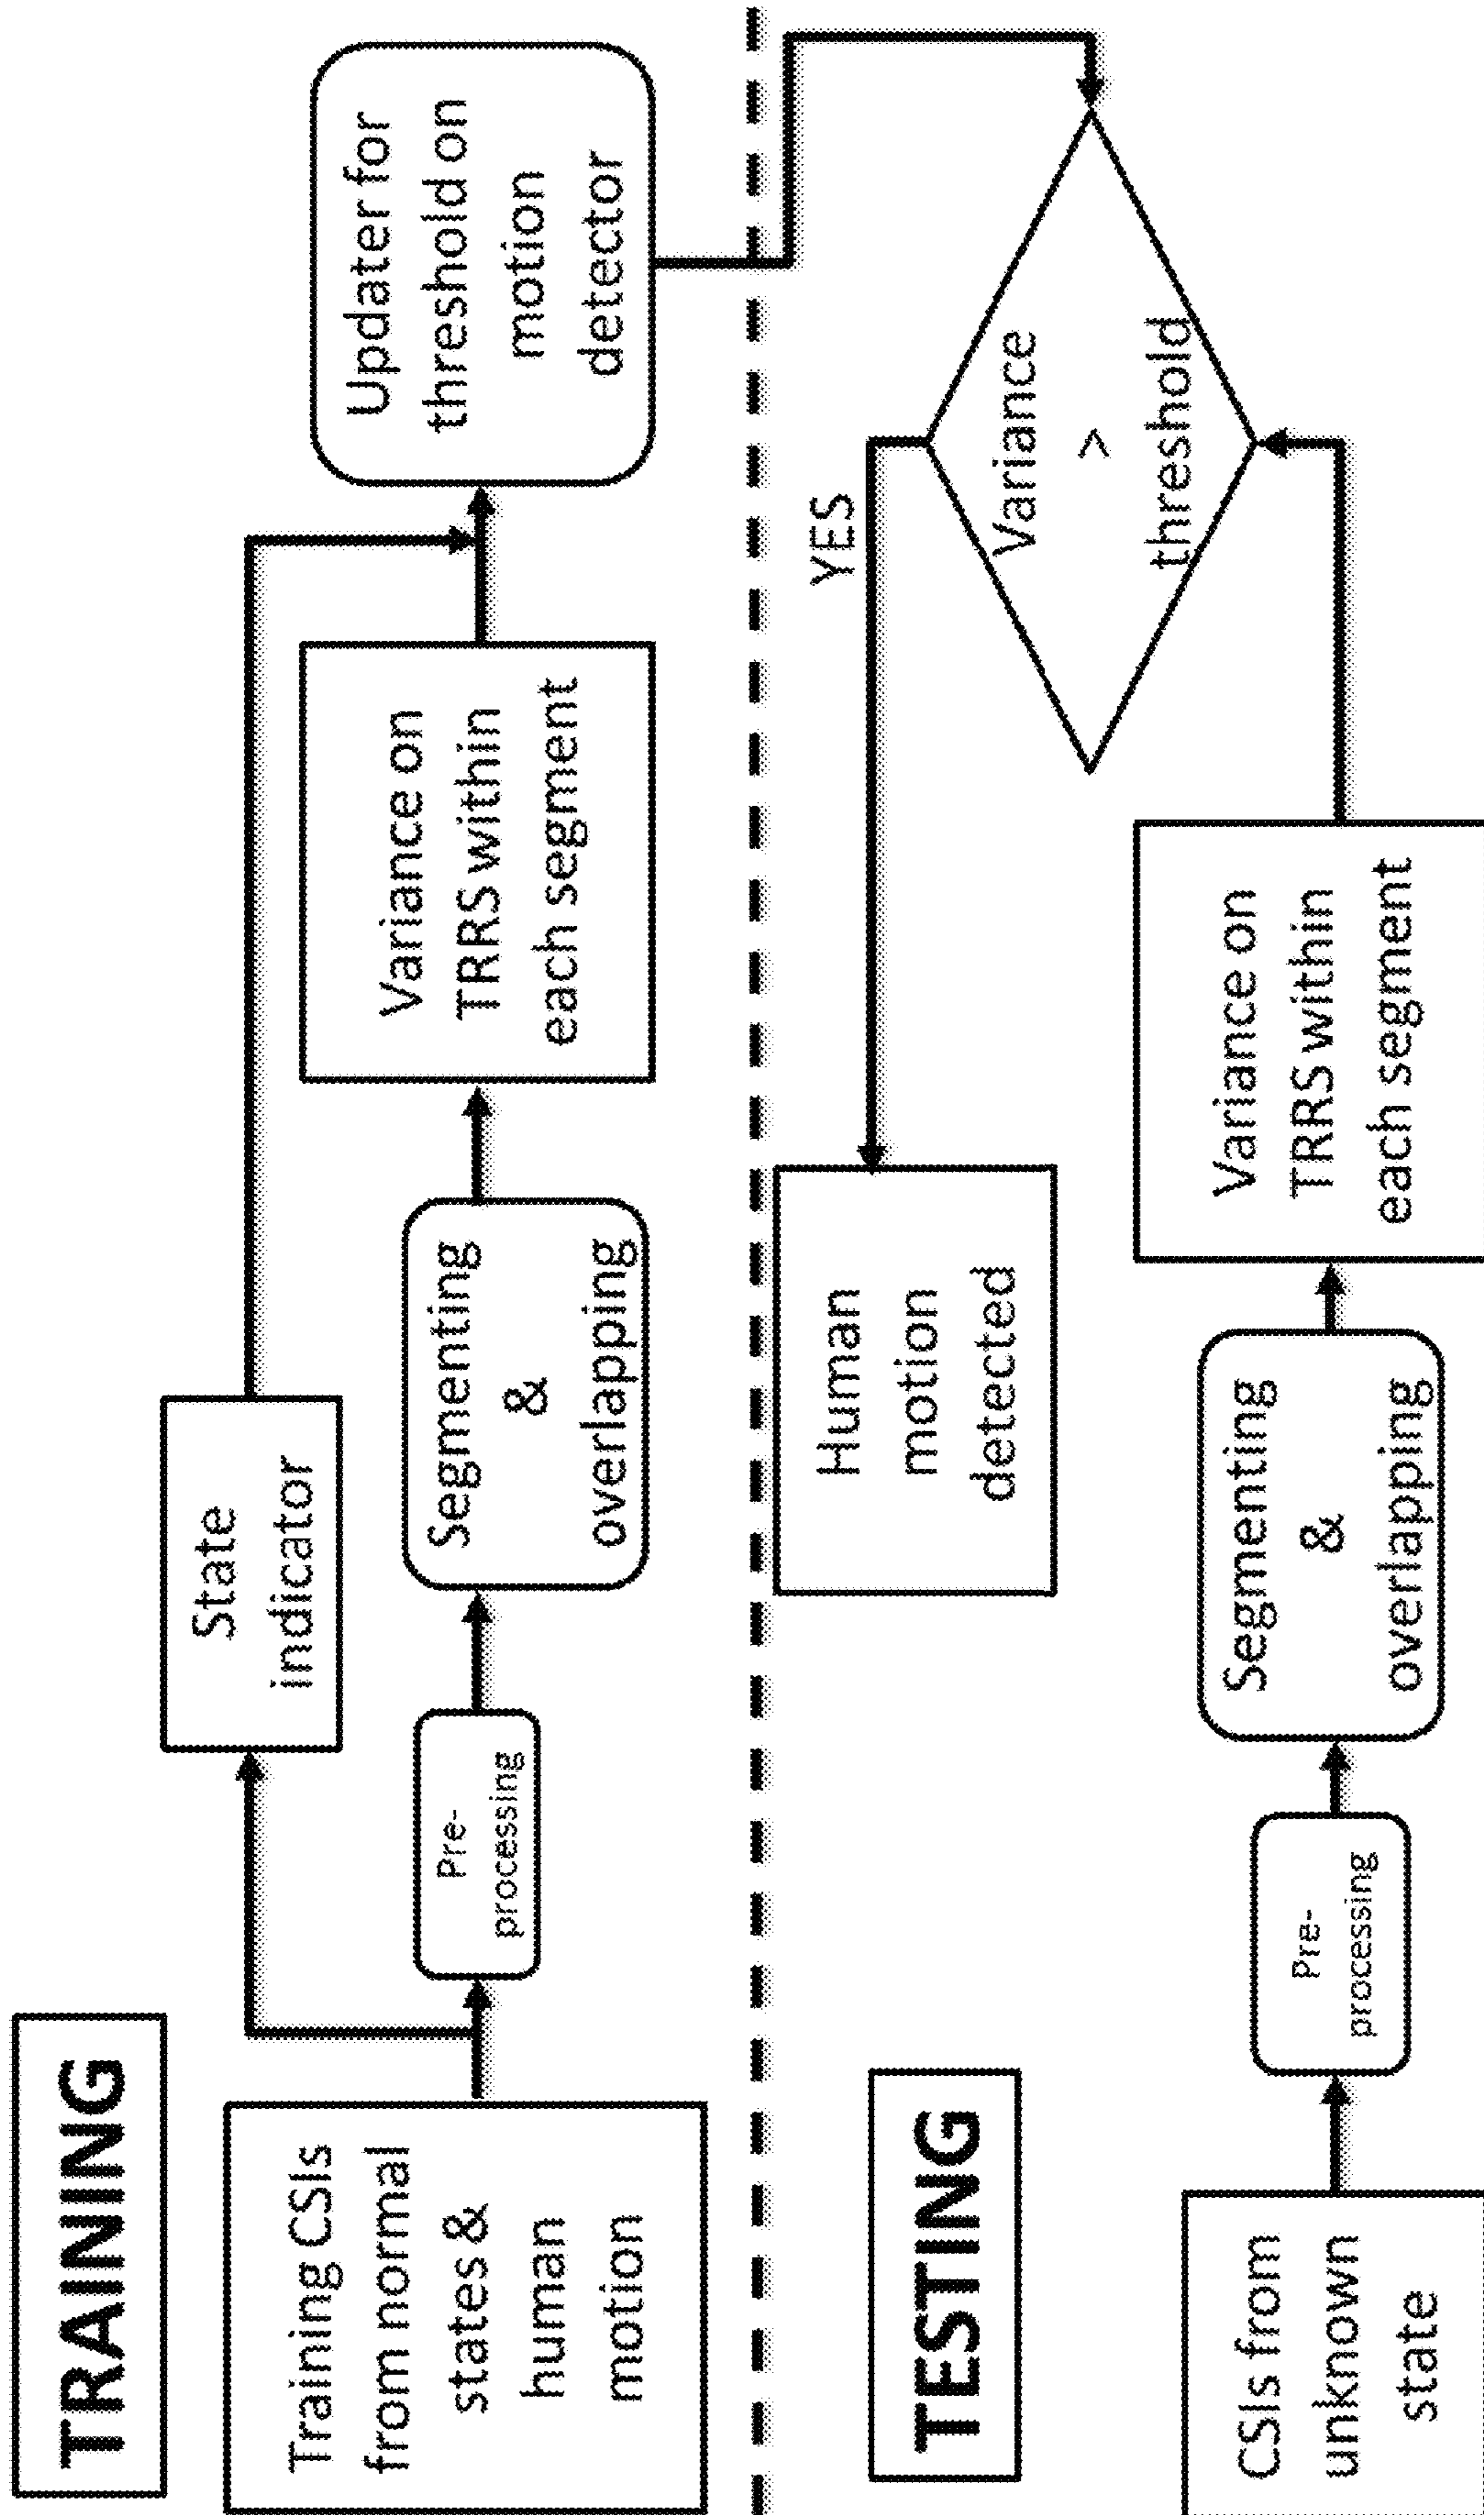 TRAINING
Training CSIs
from normal
states &
human
motion
State
indicator
Pre-
processing
Segmenting
&
overlapping
Variance on
TRRS within
each segment
Updater for
threshold on
motion
detector
TESTING
CSIs from
unknown
state
Pre-
processing
Segmenting
&
overlapping
Variance on
TRRS within
each segment
Variance
>
threshold
YES
Human
motion
detected